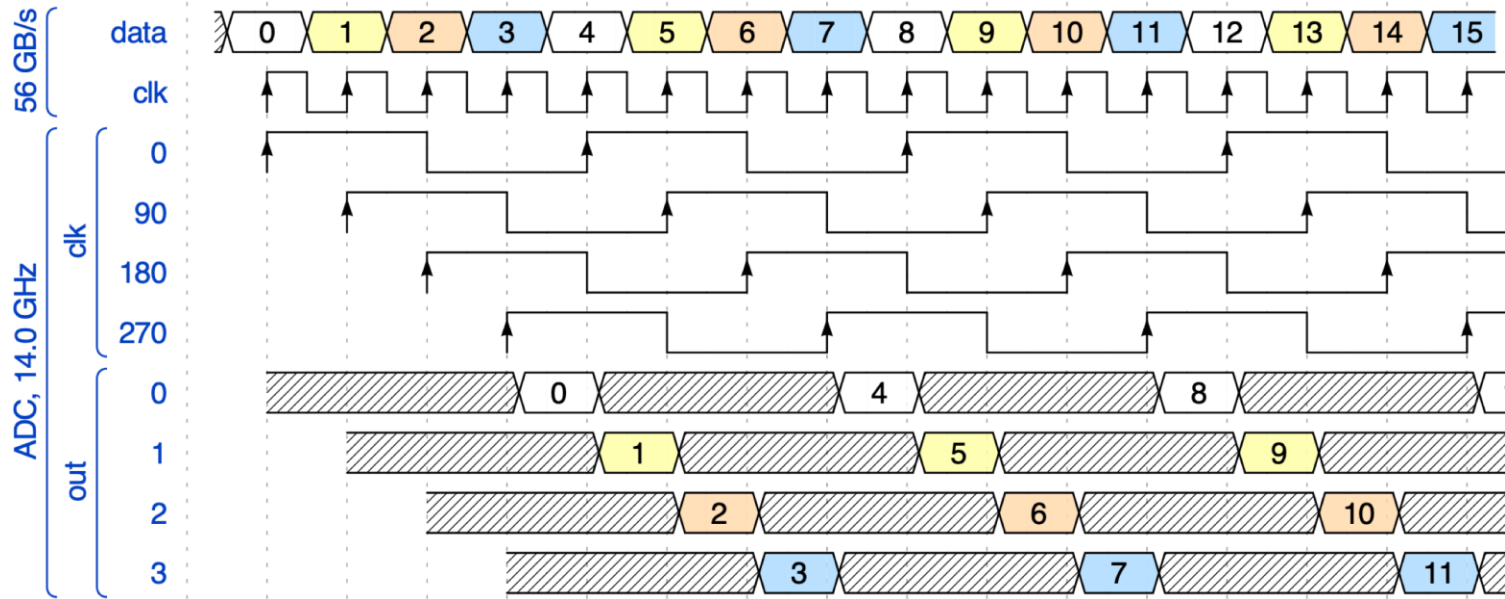 56 GB/s
data 0 1 2 3 4 5 6 7 8 9 10 11 12 13 14 15
clk
ADC, 14.0 GHz
clk
0
90
180
270
out
0 0 4 8
1 1 5 9
2 2 6 10
3 3 7 11